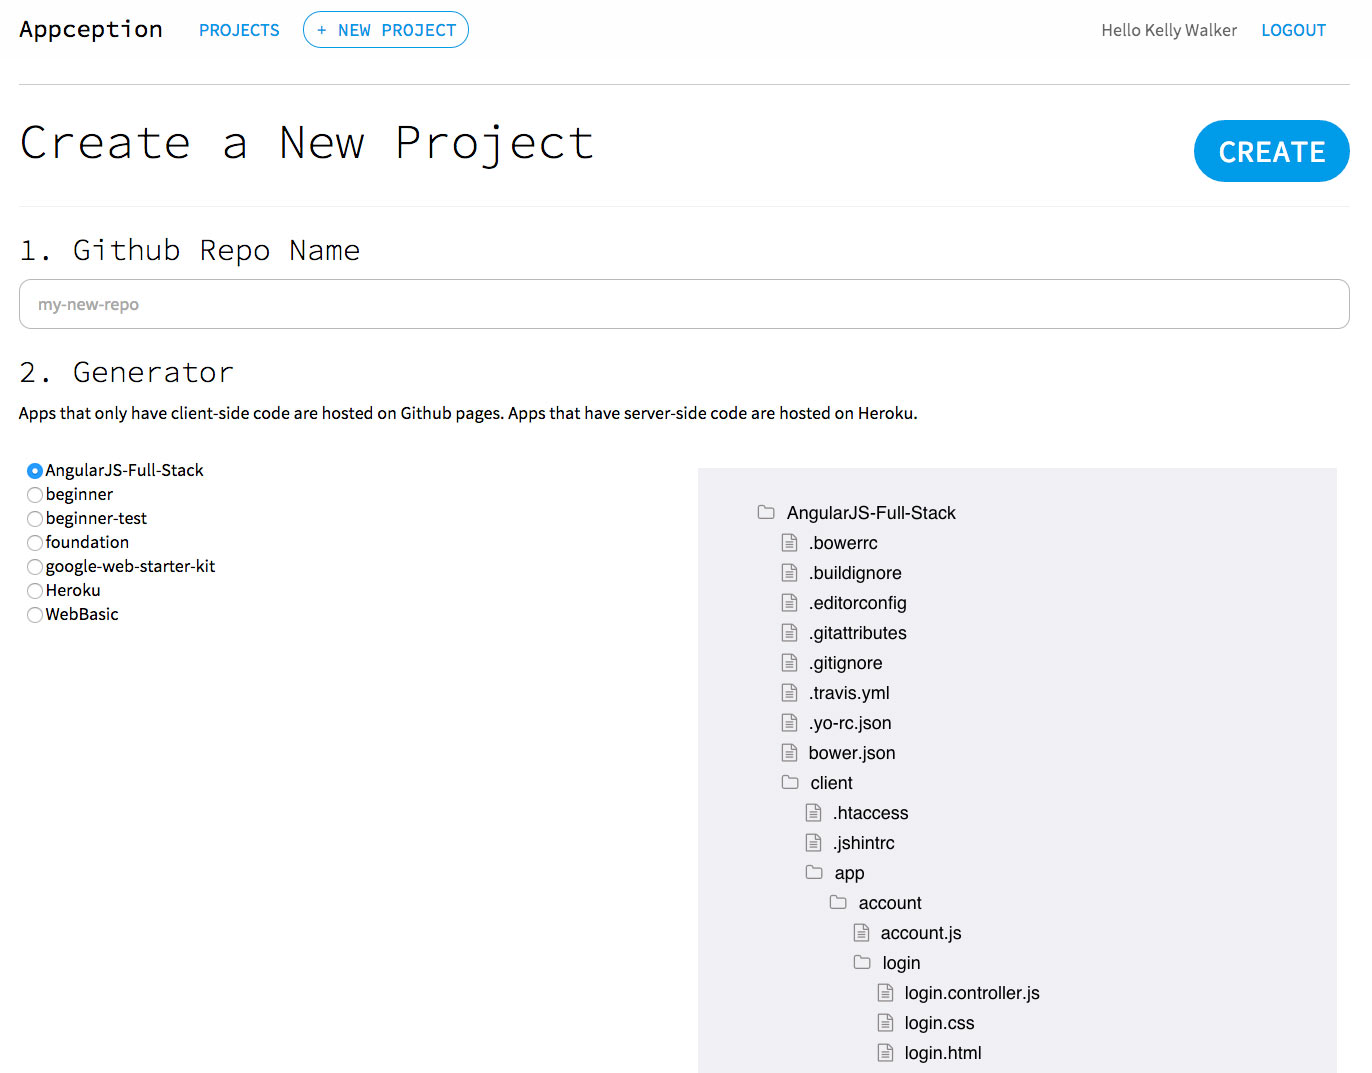 Appception PROJECTS + NEW PROJECT Hello Kelly Walker LOGOUT
Create a New Project CREATE
1. Github Repo Name
my-new-repo
2. Generator
Apps that only have client-side code are hosted on Github pages. Apps that have server-side code are hosted on Heroku.
AngularJS-Full-Stack
beginner
beginner-test
foundation
google-web-starter-kit
Heroku
WebBasic
AngularJS-Full-Stack
.bowerrc
.buildignore
.editorconfig
.gitattributes
.gitignore
.travis.yml
.yo-rc.json
bower.json
client
.htaccess
.jshintrc
app
account
account.js
login
login.controller.js
login.css
login.html